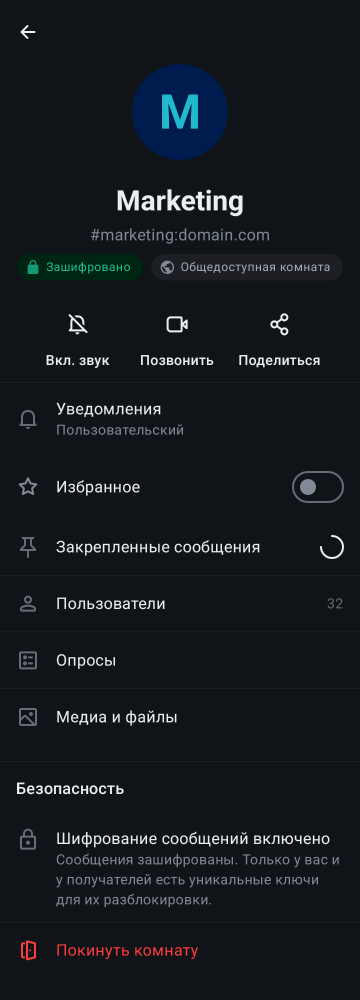 M
Marketing
#marketing:domain.com
Зашифровано
Общедоступная комната
Вкл. звук
Позвонить
Поделиться
Уведомления
Пользовательский
Избранное
Закрепленные сообщения
Пользователи
32
Опросы
Медиа и файлы
Безопасность
Шифрование сообщений включено
Сообщения зашифрованы. Только у вас и
у получателей есть уникальные ключи
для их разблокировки.
Покинуть комнату